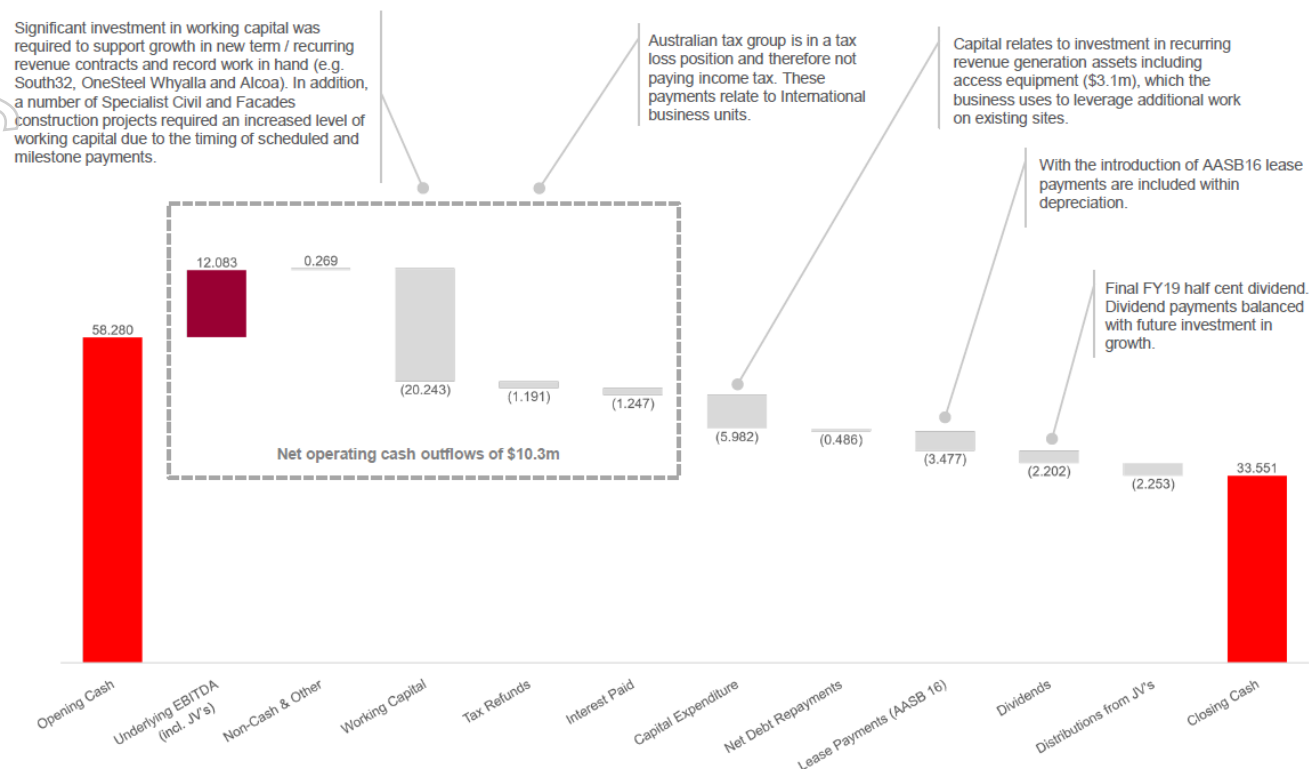 Significant investment in working capital was
required to support growth in new term / recurring
revenue contracts and record work in hand (e.g.
South32, OneSteel Whyalla and Alcoa). In addition,
a number of Specialist Civil and Facades
construction projects required an increased level of
working capital due to the timing of scheduled and
milestone payments.
Australian tax group is in a tax
loss position and therefore not
paying income tax. These
payments relate to International
business units.
Capital relates to investment in recurring
revenue generation assets including
access equipment ($3.1m), which the
business uses to leverage additional work
on existing sites.
With the introduction of AASB16 lease
payments are included within
depreciation.
Final FY19 half cent dividend.
Dividend payments balanced
with future investment in
growth.
58.280
12.083
0.269
(20.243)
(1.191)
(1.247)
(5.982)
(0.486)
(3.477)
(2.202)
(2.253)
33.551
Net operating cash outflows of $10.3m
Opening Cash
Underlying EBITDA
(incl. JV's)
Non-Cash & Other
Working Capital
Tax Refunds
Interest Paid
Capital Expenditure
Net Debt Repayments
Lease Payments (AASB 16)
Dividends
Distributions from JV's
Closing Cash